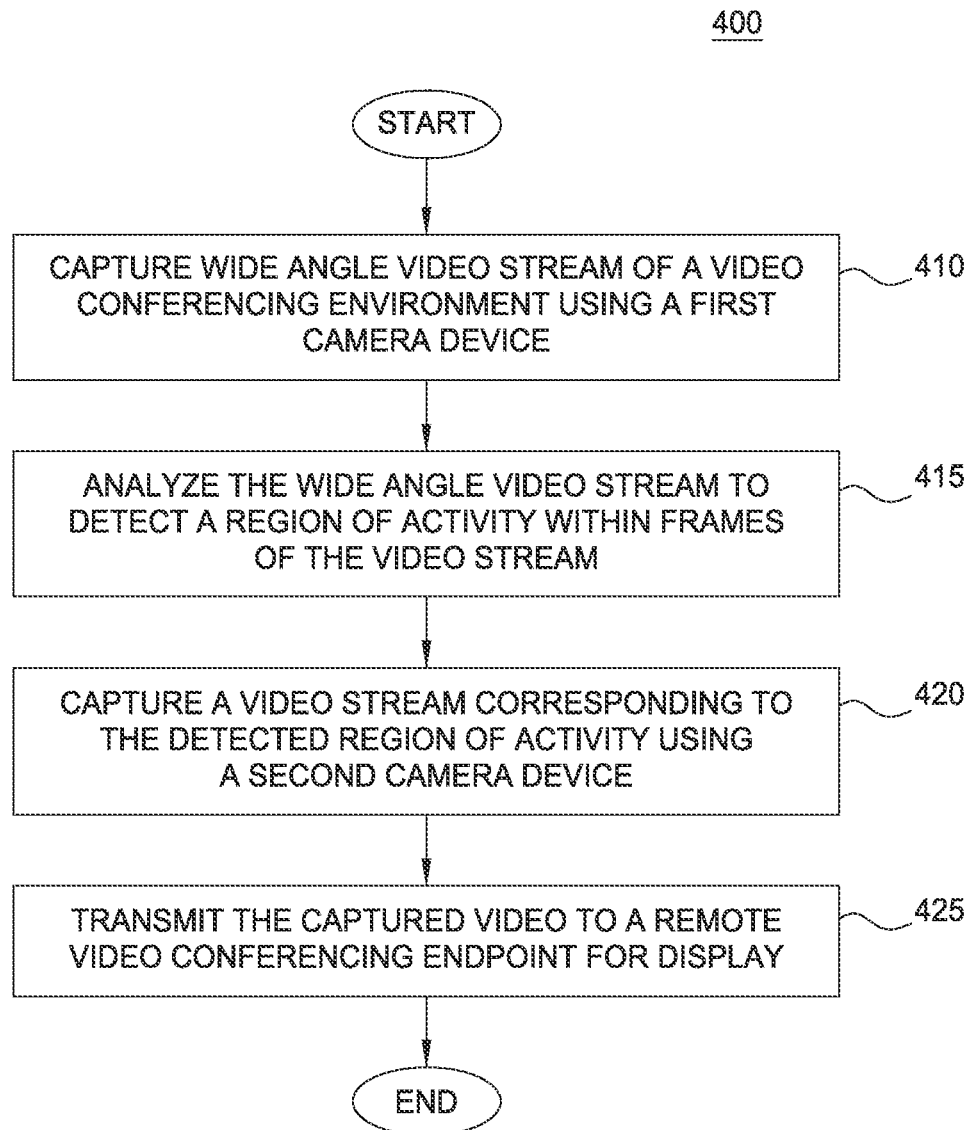 400
START
CAPTURE WIDE ANGLE VIDEO STREAM OF A VIDEO
CONFERENCING ENVIRONMENT USING A FIRST
CAMERA DEVICE
410
ANALYZE THE WIDE ANGLE VIDEO STREAM TO
DETECT A REGION OF ACTIVITY WITHIN FRAMES
OF THE VIDEO STREAM
415
CAPTURE A VIDEO STREAM CORRESPONDING TO
THE DETECTED REGION OF ACTIVITY USING
A SECOND CAMERA DEVICE
420
TRANSMIT THE CAPTURED VIDEO TO A REMOTE
VIDEO CONFERENCING ENDPOINT FOR DISPLAY
425
END